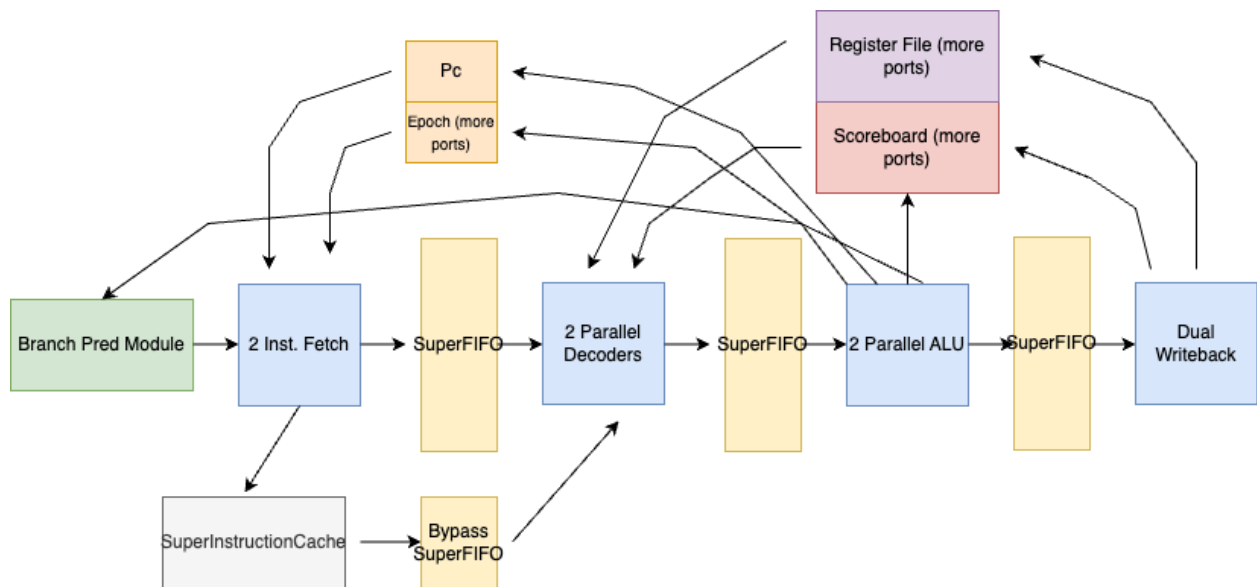 Register File (more
ports)
Pc
Epoch (more
ports)
Scoreboard (more
ports)
Branch Pred Module
2 Inst. Fetch
SuperFIFO
2 Parallel
Decoders
SuperFIFO
2 Parallel ALU
SuperFIFO
Dual
Writeback
SuperInstructionCache
Bypass
SuperFIFO